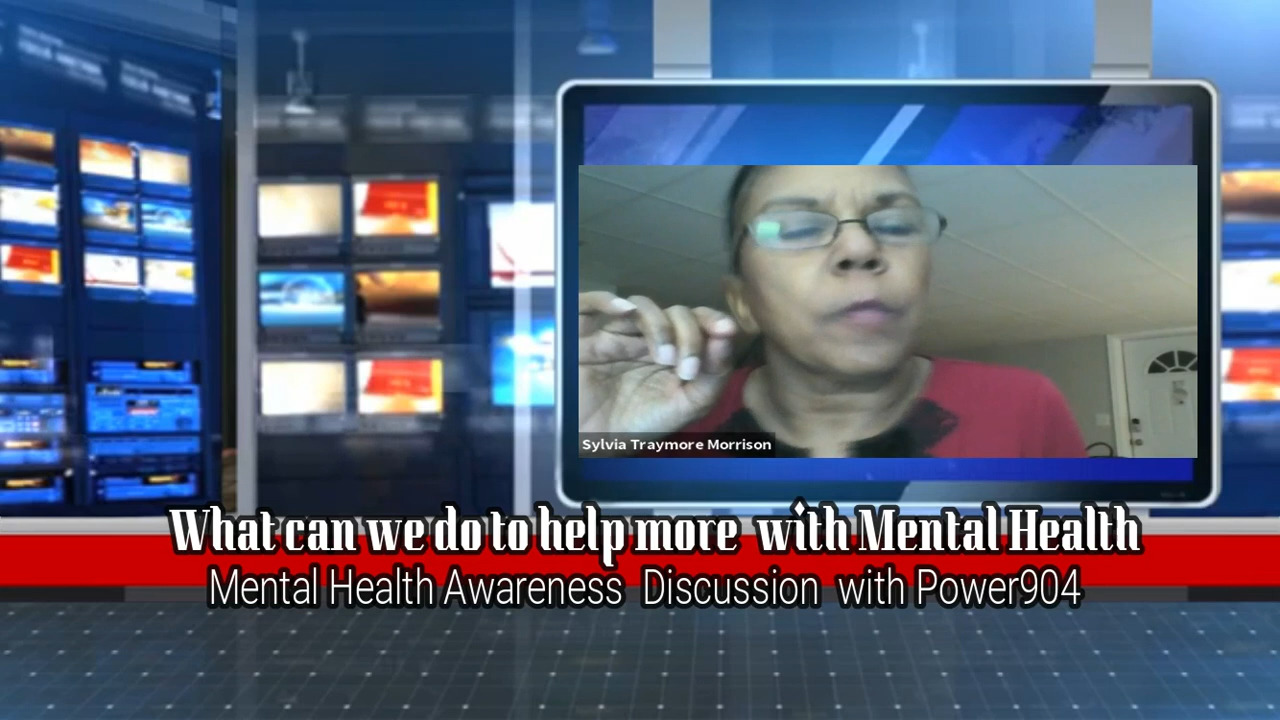 Sylvia Traymore Morrison
What can we do to help more with Mental Health
Mental Health Awareness Discussion with Power904